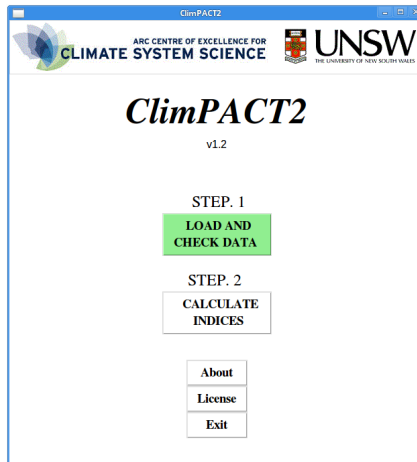 ClimPACT2
ARC CENTRE OF EXCELLENCE FOR
CLIMATE SYSTEM SCIENCE
UNSW
THE UNIVERSITY OF NEW SOUTH WALES
ClimPACT2
v1.2
STEP. 1
LOAD AND
CHECK DATA
STEP. 2
CALCULATE
INDICES
About
License
Exit